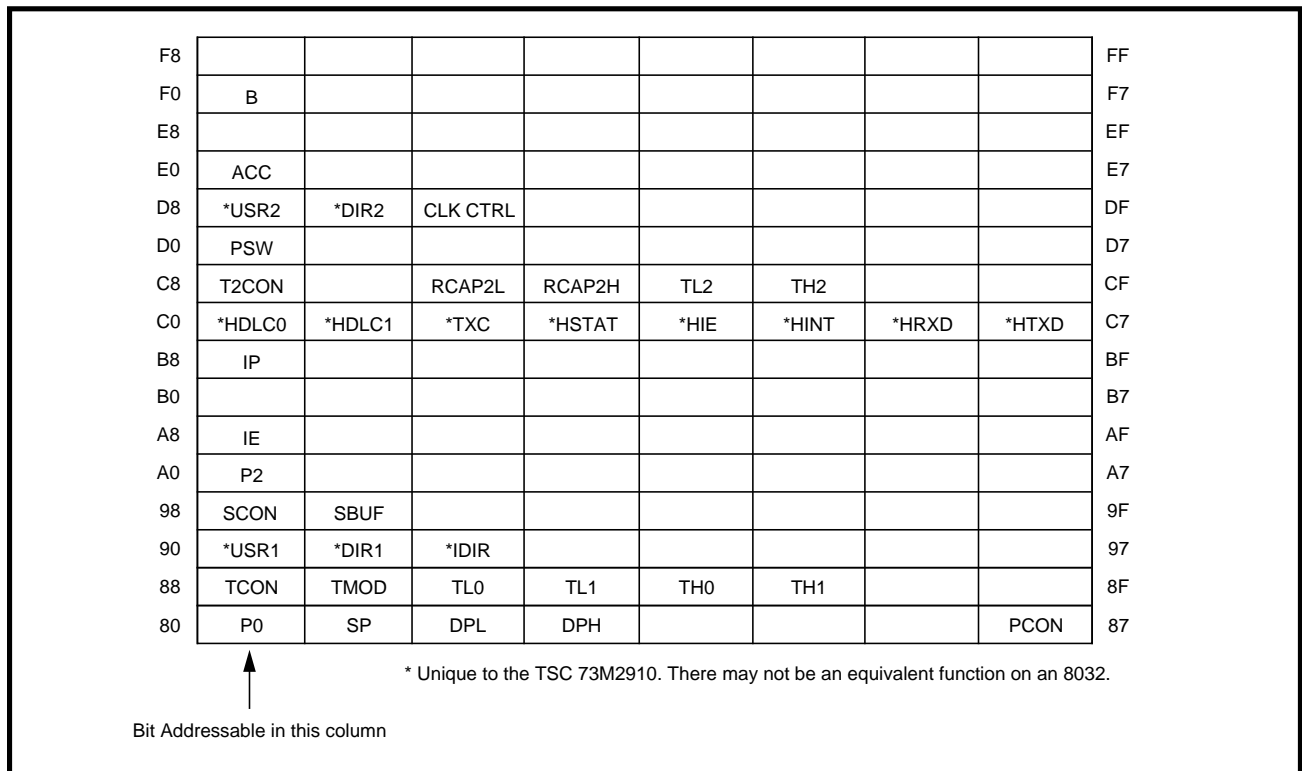 F8 FF
F0 B F7
E8 EF
E0 ACC E7
D8 *USR2 *DIR2 CLK CTRL DF
D0 PSW D7
C8 T2CON RCAP2L RCAP2H TL2 TH2 CF
C0 *HDLC0 *HDLC1 *TXC *HSTAT *HIE *HINT *HRXD *HTXD C7
B8 IP BF
B0 B7
A8 IE AF
A0 P2 A7
98 SCON SBUF 9F
90 *USR1 *DIR1 *IDIR 97
88 TCON TMOD TL0 TL1 TH0 TH1 8F
80 P0 SP DPL DPH PCON 87
* Unique to the TSC 73M2910. There may not be an equivalent function on an 8032.
Bit Addressable in this column